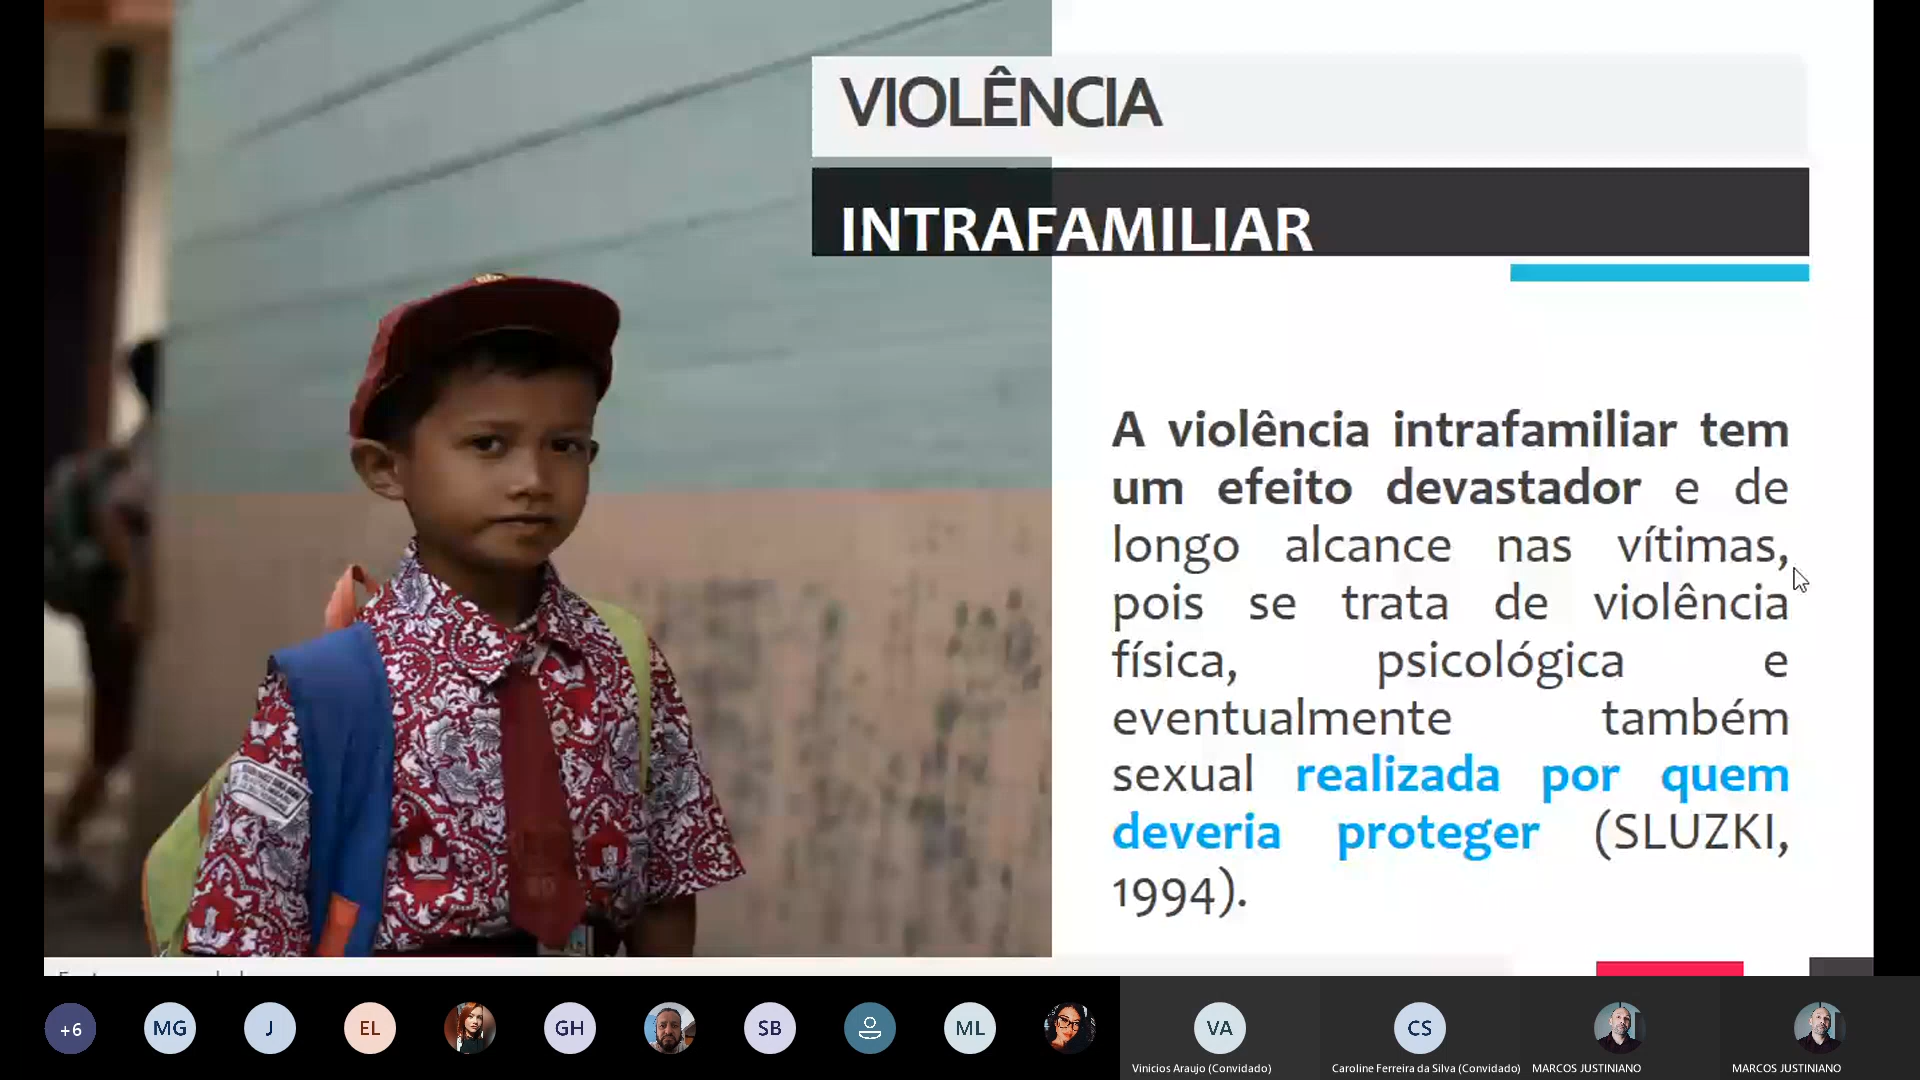 VIOLÊNCIA
INTRAFAMILIAR
A violência intrafamiliar tem
um efeito devastador e de
longo alcance nas vítimas,
pois se trata de violência
física, psicológica e
eventualmente também
sexual realizada por quem
deveria proteger (SLUZKI,
1994).
+6
MG
J
EL
GH
SB
ML
VA
CS
Vinicios Araujo (Convidado)
Caroline Ferreira da Silva (Convidado)
MARCOS JUSTINIANO
MARCOS JUSTINIANO